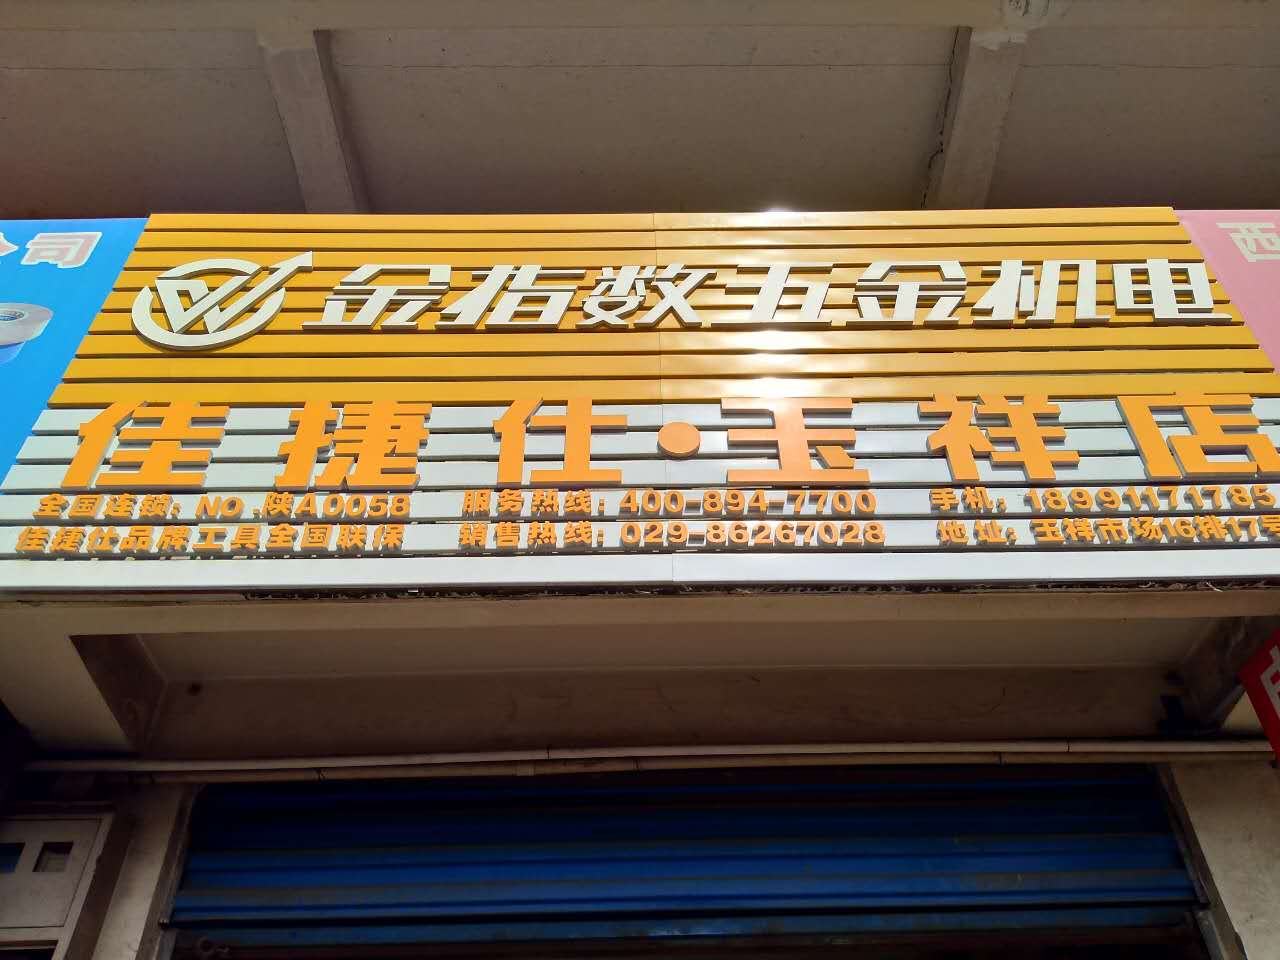 公司
西
金指数五金机电
佳捷仕·玉祥店
全国连锁：NO.陕A0058 服务热线：400-894-7700 手机：18991171785
佳捷仕品牌工具全国联保 销售热线：029-86267028 地址：玉祥市场16排17号